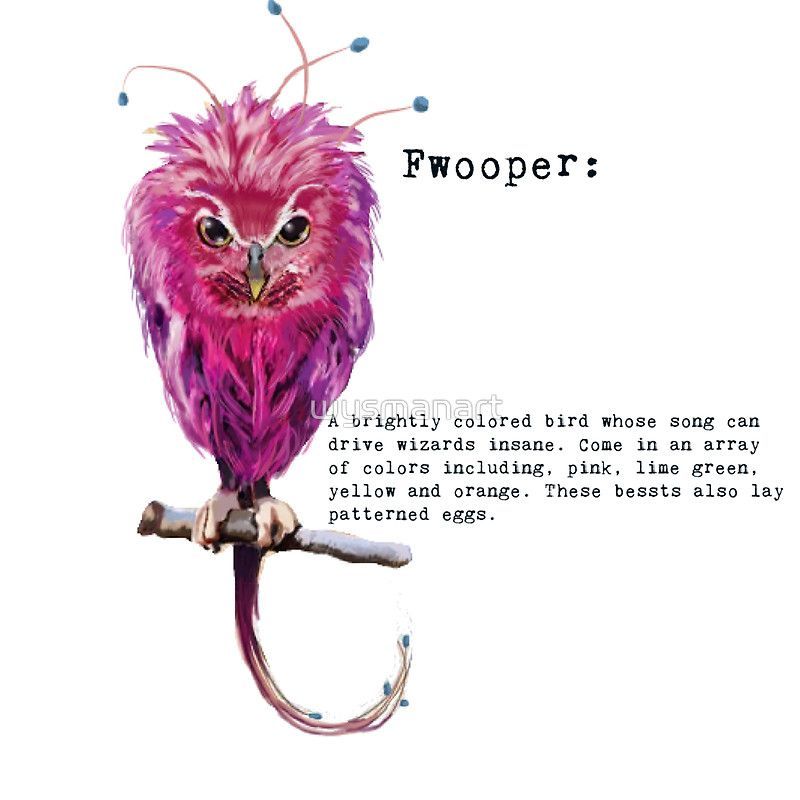 Fwooper:
wysmanart
A brightly colored bird whose song can
drive wizards insane. Come in an array
of colors including, pink, lime green,
yellow and orange. These bessts also lay
patterned eggs.